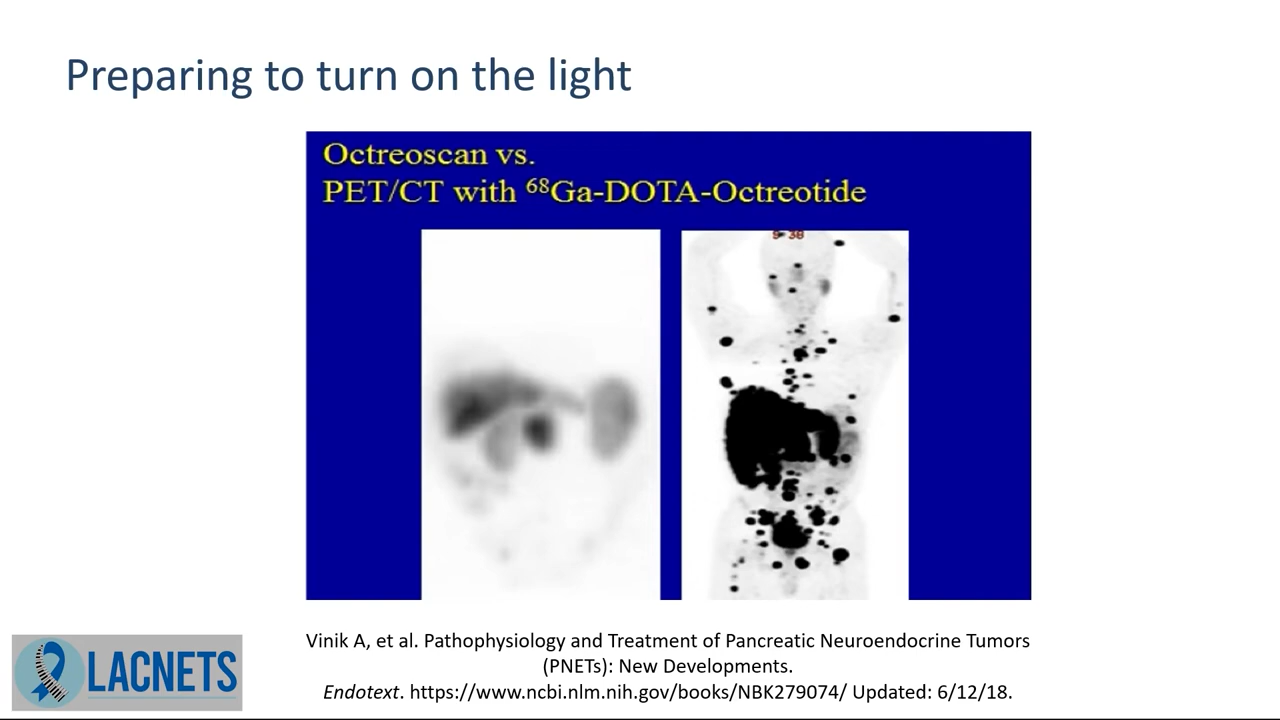 Preparing to turn on the light
Octreoscan vs.
PET/CT with ⁶⁸Ga-DOTA-Octreotide
9 38
Vinik A, et al. Pathophysiology and Treatment of Pancreatic Neuroendocrine Tumors
(PNETs): New Developments.
Endotext. https://www.ncbi.nlm.nih.gov/books/NBK279074/ Updated: 6/12/18.
LACNETS